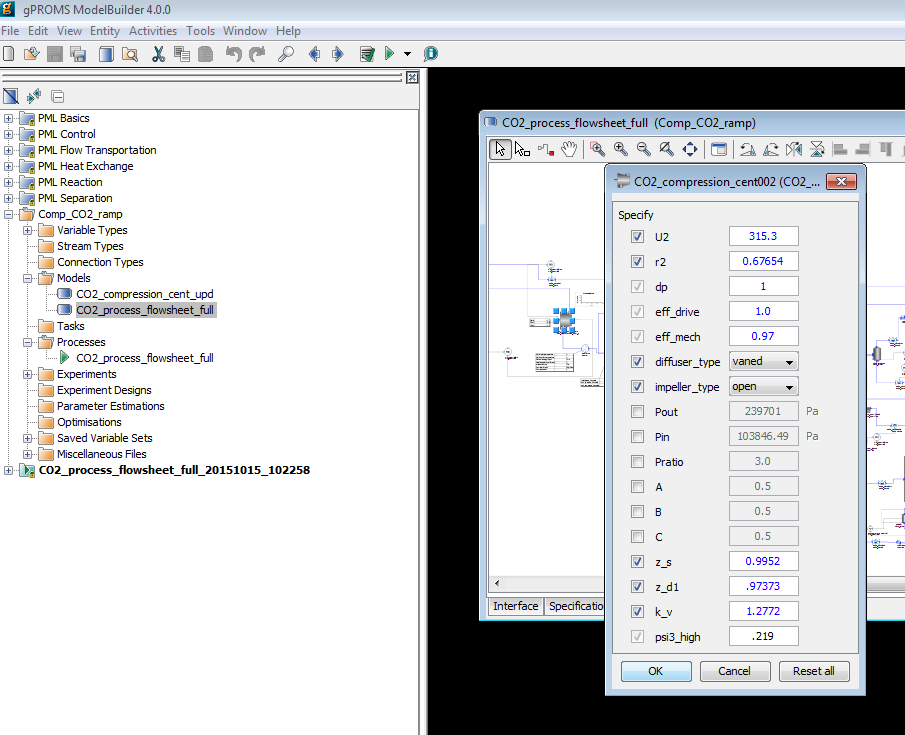 gPROMS ModelBuilder 4.0.0
File Edit View Entity Activities Tools Window Help
PML Basics
PML Control
PML Flow Transportation
PML Heat Exchange
PML Reaction
PML Separation
Comp_CO2_ramp
Variable Types
Stream Types
Connection Types
Models
CO2_compression_cent_upd
CO2_process_flowsheet_full
Tasks
Processes
CO2_process_flowsheet_full
Experiments
Experiment Designs
Parameter Estimations
Optimisations
Saved Variable Sets
Miscellaneous Files
CO2_process_flowsheet_full_20151015_102258
CO2_process_flowsheet_full (Comp_CO2_ramp)
CO2_compression_cent002 (CO2_...
Specify
U2 315.3
r2 0.67654
dp 1
eff_drive 1.0
eff_mech 0.97
diffuser_type vaned
impeller_type open
Pout 239701 Pa
Pin 103846.49 Pa
Pratio 3.0
A 0.5
B 0.5
C 0.5
z_s 0.9952
z_d1 .97373
k_v 1.2772
psi3_high .219
OK Cancel Reset all
Interface Specificatio